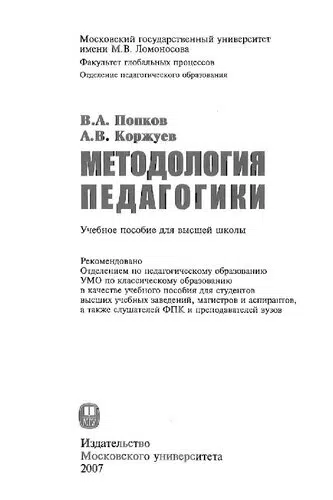 Московский государственный университет
имени М.В. Ломоносова
Факультет глобальных процессов
Отделение педагогического образования
В.А. Попков
А.В. Коржуев
МЕТОДОЛОГИЯ
ПЕДАГОГИКИ
Учебное пособие для высшей школы
Рекомендовано
Отделением по педагогическому образованию
УМО по классическому образованию
в качестве учебного пособия для студентов
высших учебных заведений, магистров и аспирантов,
а также слушателей ФПК и преподавателей вузов
Издательство
Московского университета
2007